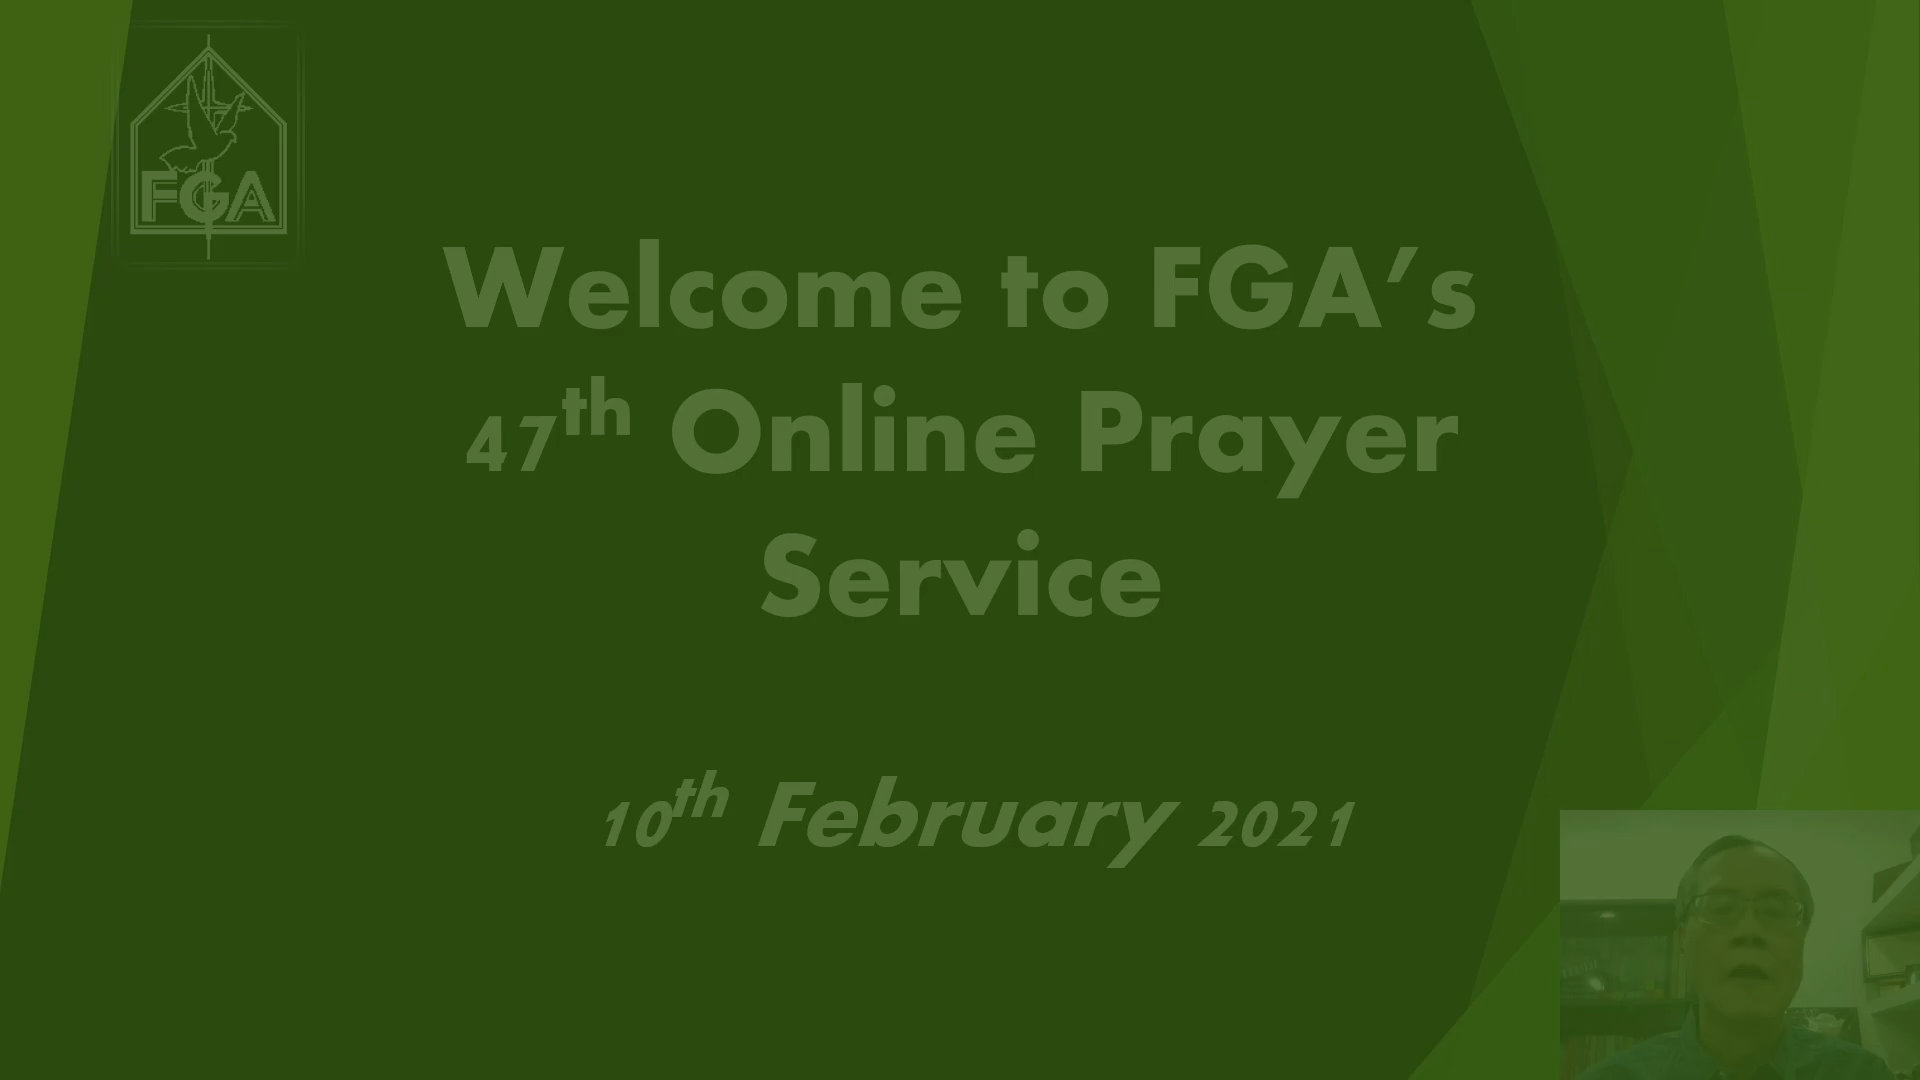 FGA
Welcome to FGA’s
47th Online Prayer
Service
10th February 2021